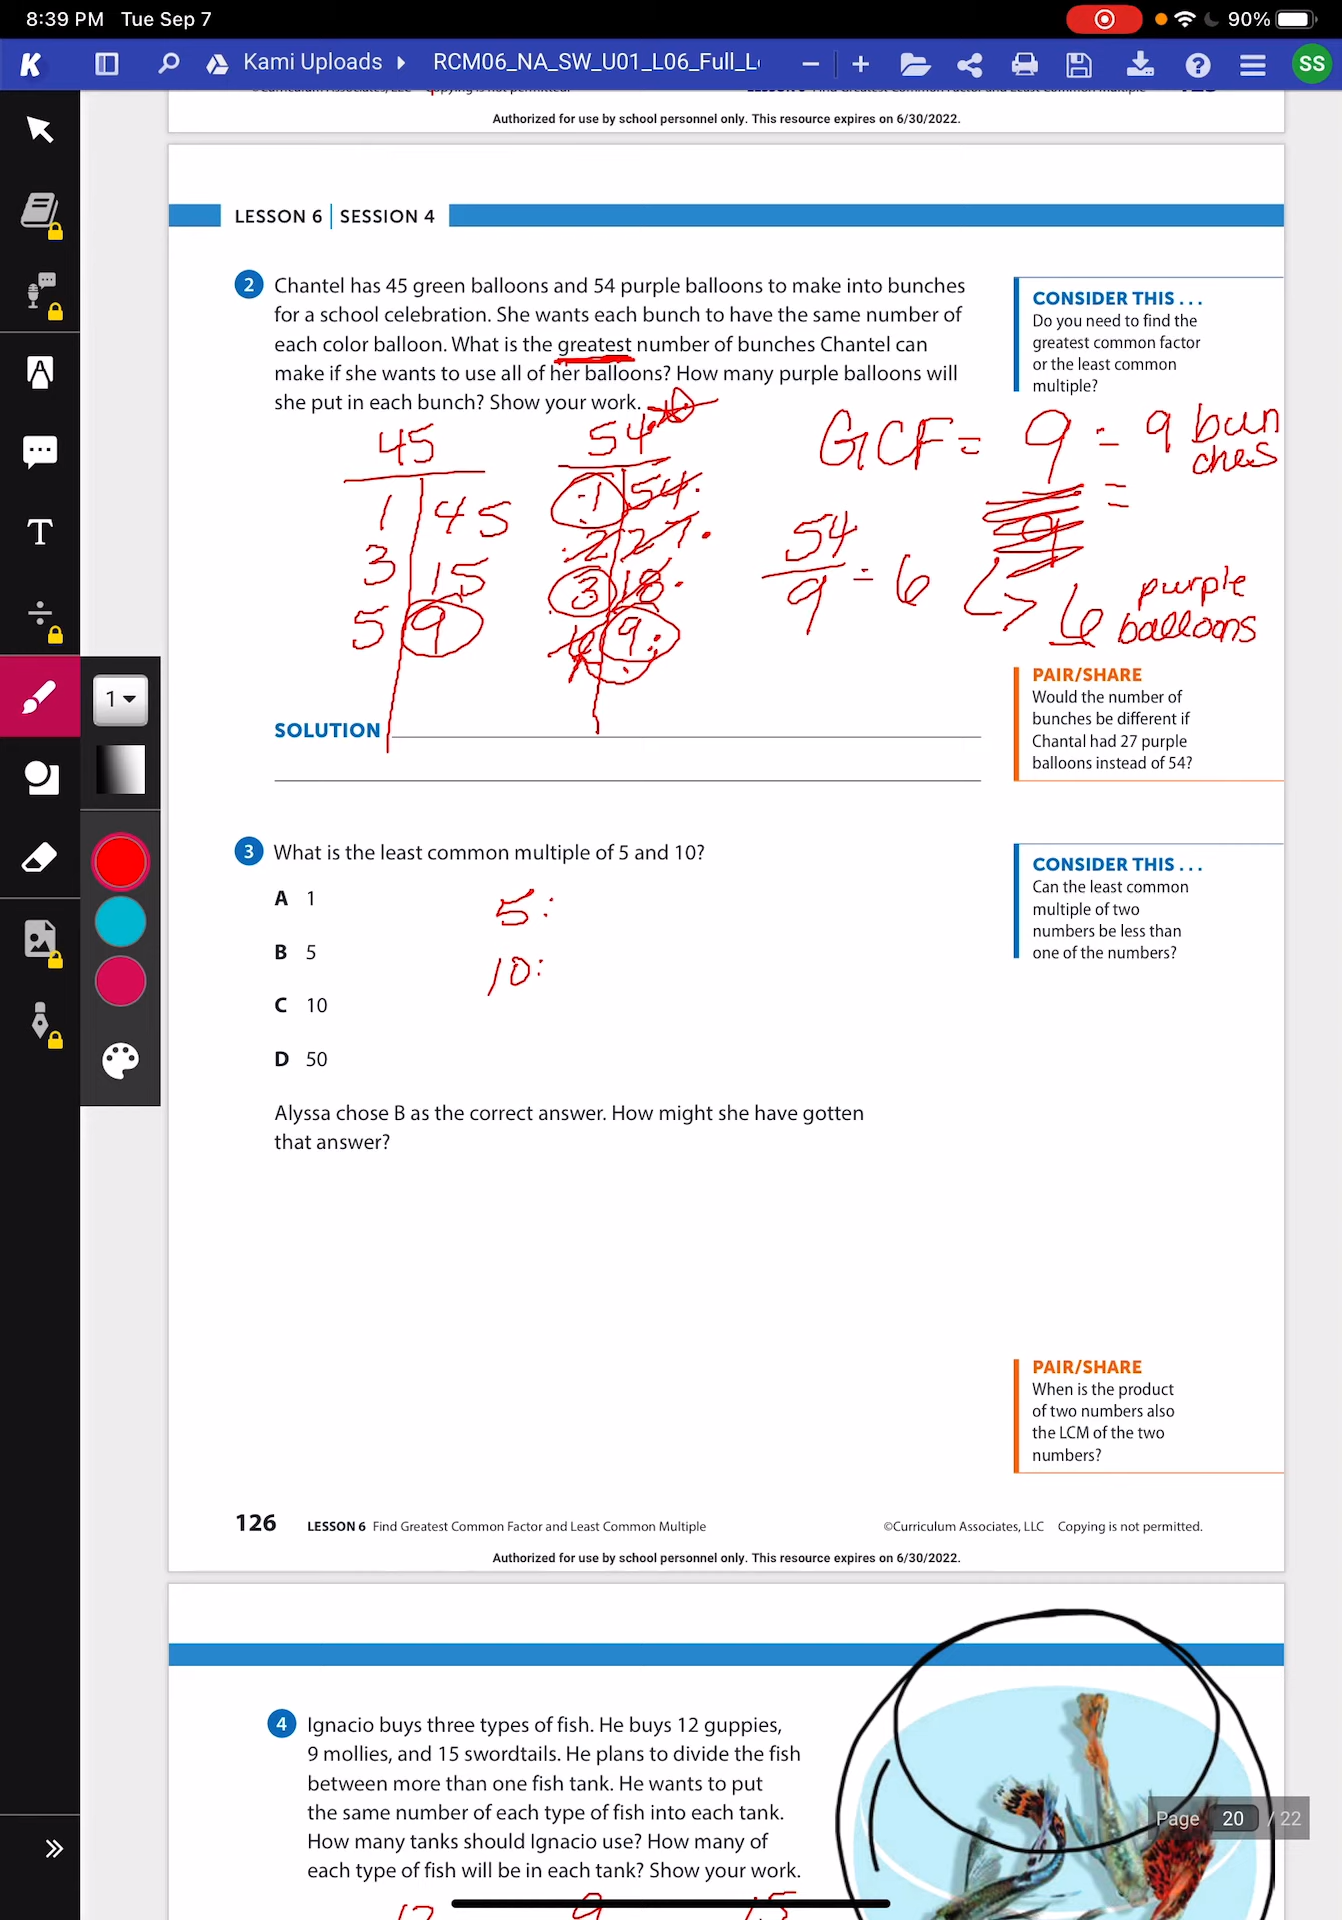 8:39 PM Tue Sep 7
90%
K Kami Uploads RCM06_NA_SW_U01_L06_Full_L
SS
Authorized for use by school personnel only. This resource expires on 6/30/2022.
LESSON 6 | SESSION 4
2 Chantel has 45 green balloons and 54 purple balloons to make into bunches
for a school celebration. She wants each bunch to have the same number of
each color balloon. What is the greatest number of bunches Chantel can
make if she wants to use all of her balloons? How many purple balloons will
she put in each bunch? Show your work.
CONSIDER THIS . . .
Do you need to find the
greatest common factor
or the least common
multiple?
45
1 45
3 15
5 9
54
1 54
2 27
3 18
9
GCF = 9 = 9 bun
ches
=
54
9 = 6
6 purple
balloons
PAIR/SHARE
Would the number of
bunches be different if
Chantal had 27 purple
balloons instead of 54?
SOLUTION
3 What is the least common multiple of 5 and 10?
A 1
B 5
C 10
D 50
5:
10:
CONSIDER THIS . . .
Can the least common
multiple of two
numbers be less than
one of the numbers?
Alyssa chose B as the correct answer. How might she have gotten
that answer?
PAIR/SHARE
When is the product
of two numbers also
the LCM of the two
numbers?
126 LESSON 6 Find Greatest Common Factor and Least Common Multiple
©Curriculum Associates, LLC Copying is not permitted.
Authorized for use by school personnel only. This resource expires on 6/30/2022.
4 Ignacio buys three types of fish. He buys 12 guppies,
9 mollies, and 15 swordtails. He plans to divide the fish
between more than one fish tank. He wants to put
the same number of each type of fish into each tank.
How many tanks should Ignacio use? How many of
each type of fish will be in each tank? Show your work.
Page 20 / 22
1
A
T